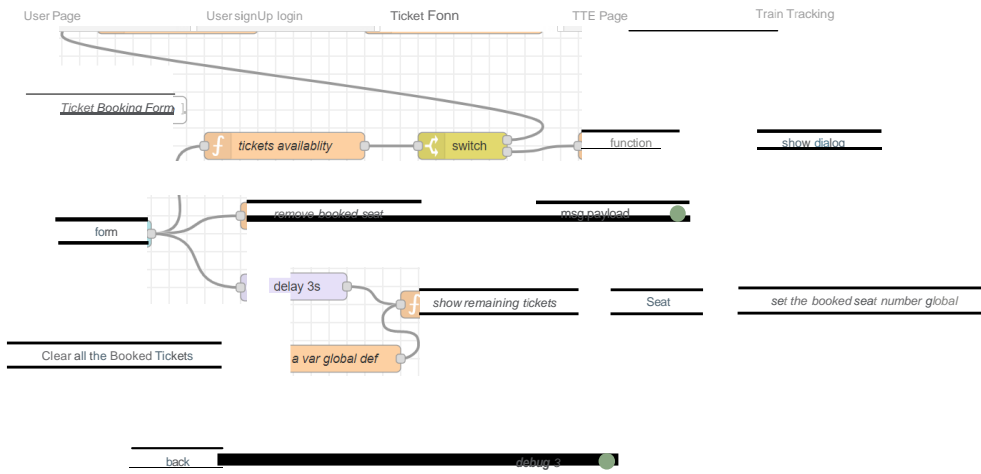 User Page
User signUp login
Ticket Fonn
TTE Page
Train Tracking
Ticket Booking Form
tickets availablity
switch
function
show dialog
form
remove booked seat
msg.payload
delay 3s
show remaining tickets
Seat
set the booked seat number global
Clear all the Booked Tickets
a var global def
back
debug 3